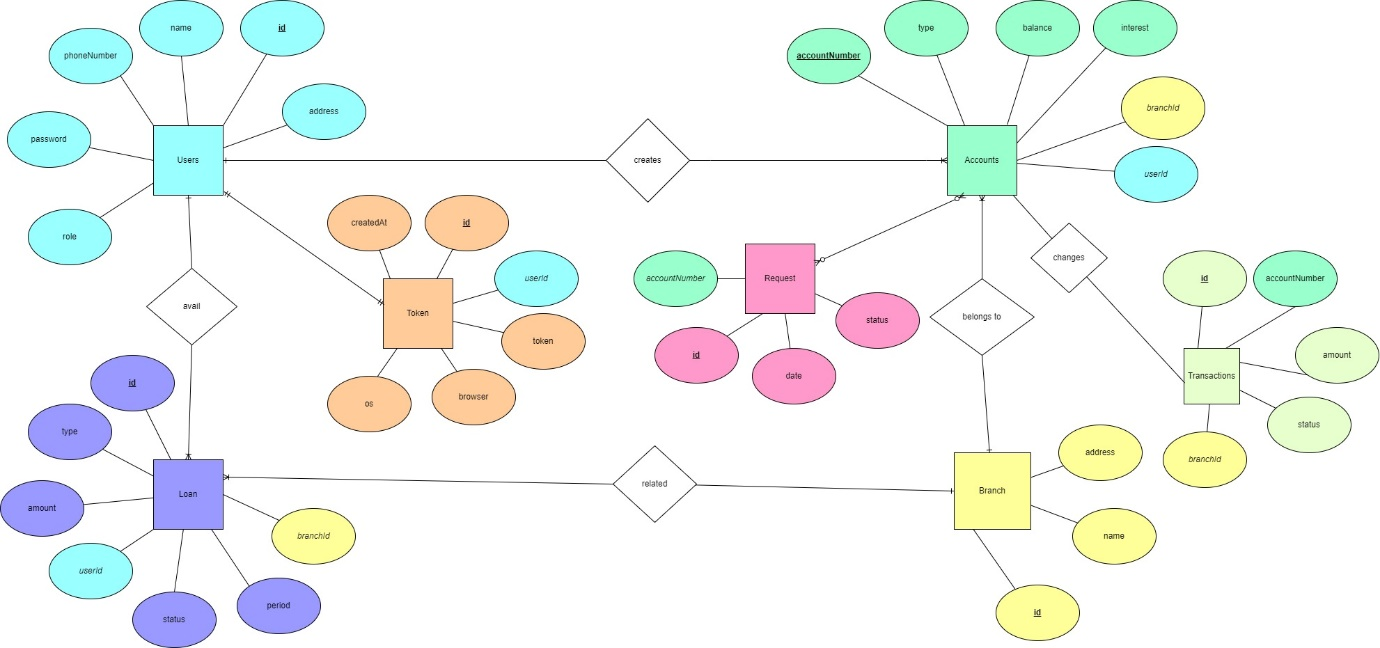 name
id
phoneNumber
address
password
Users
role
creates
type
balance
interest
accountNumber
branchId
userId
Accounts
createdAt
id
userId
Token
token
os
browser
avail
accountNumber
Request
status
id
date
changes
belongs to
id
accountNumber
amount
Transactions
status
branchId
id
type
amount
Loan
userId
branchId
status
period
related
address
Branch
name
id